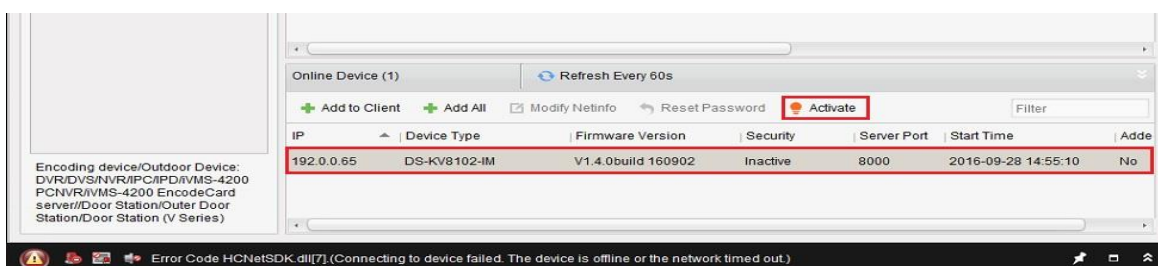 Online Device (1)
Refresh Every 60s
Add to Client
Add All
Modify Netinfo
Reset Password
Activate
Filter
IP
Device Type
Firmware Version
Security
Server Port
Start Time
Adde
192.0.0.65
DS-KV8102-IM
V1.4.0build 160902
Inactive
8000
2016-09-28 14:55:10
No
Encoding device/Outdoor Device:
DVR/DVS/NVR/IPC/IPD/iVMS-4200
PCNVR/iVMS-4200 EncodeCard
server//Door Station/Outer Door
Station/Door Station (V Series)
Error Code HCNetSDK.dll[7].(Connecting to device failed. The device is offline or the network timed out.)